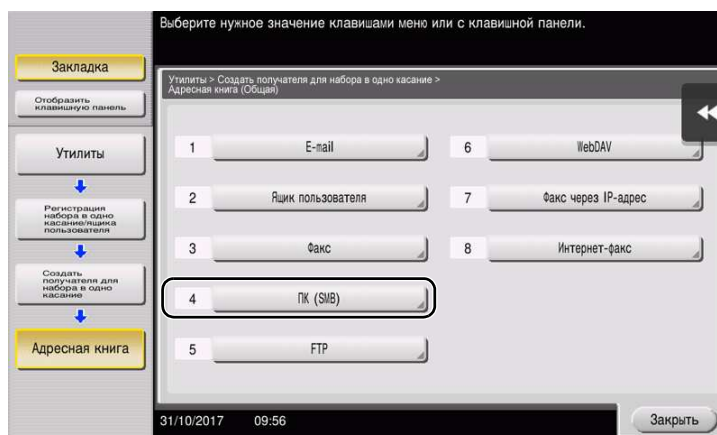 Выберите нужное значение клавишами меню или с клавишной панели.
Закладка
Отобразить
клавишную панель
Утилиты
Регистрация
набора в одно
касание/ящика
пользователя
Создать
получателя для
набора в одно
касание
Адресная книга
Утилиты > Создать получателя для набора в одно касание >
Адресная книга (Общая)
1 E-mail
2 Ящик пользователя
3 Факс
4 ПК (SMB)
5 FTP
6 WebDAV
7 Факс через IP-адрес
8 Интернет-факс
31/10/2017 09:56
Закрыть